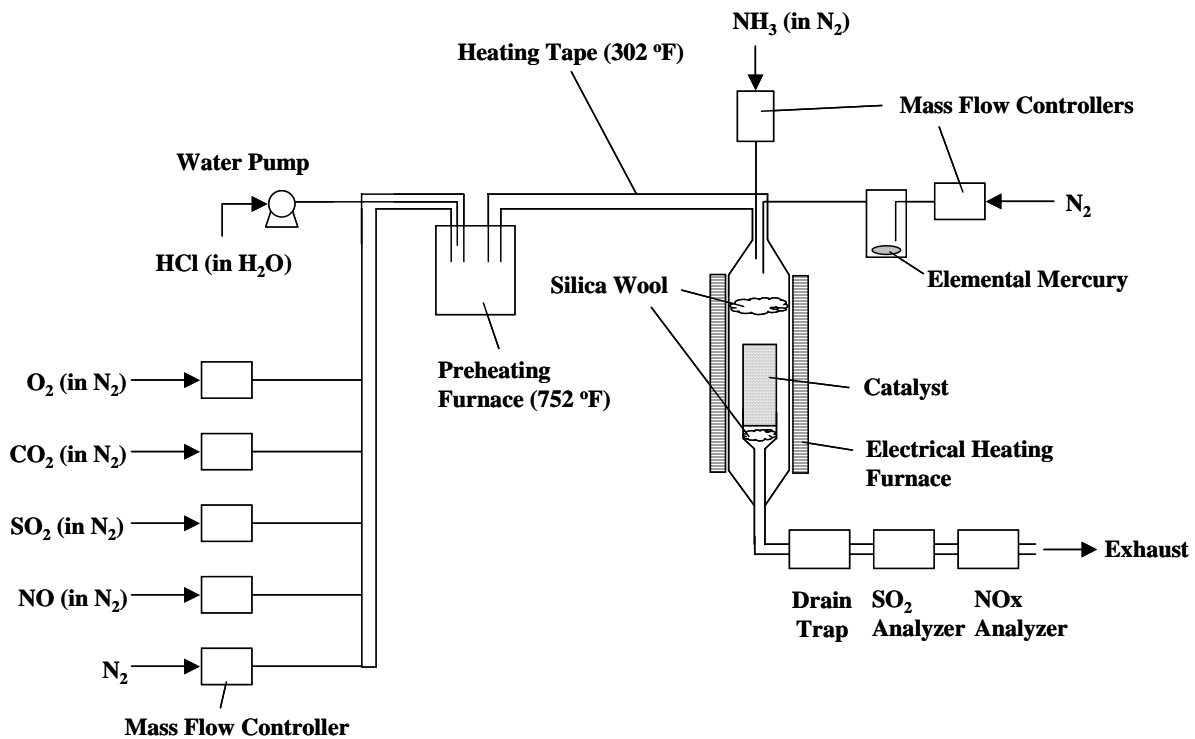 NH₃ (in N₂)
Heating Tape (302 ºF)
Mass Flow Controllers
Water Pump
N₂
HCl (in H₂O)
Elemental Mercury
Silica Wool
Preheating
Furnace (752 ºF)
O₂ (in N₂)
Catalyst
CO₂ (in N₂)
Electrical Heating
Furnace
SO₂ (in N₂)
Exhaust
NO (in N₂)
Drain
Trap
SO₂
Analyzer
NOx
Analyzer
N₂
Mass Flow Controller